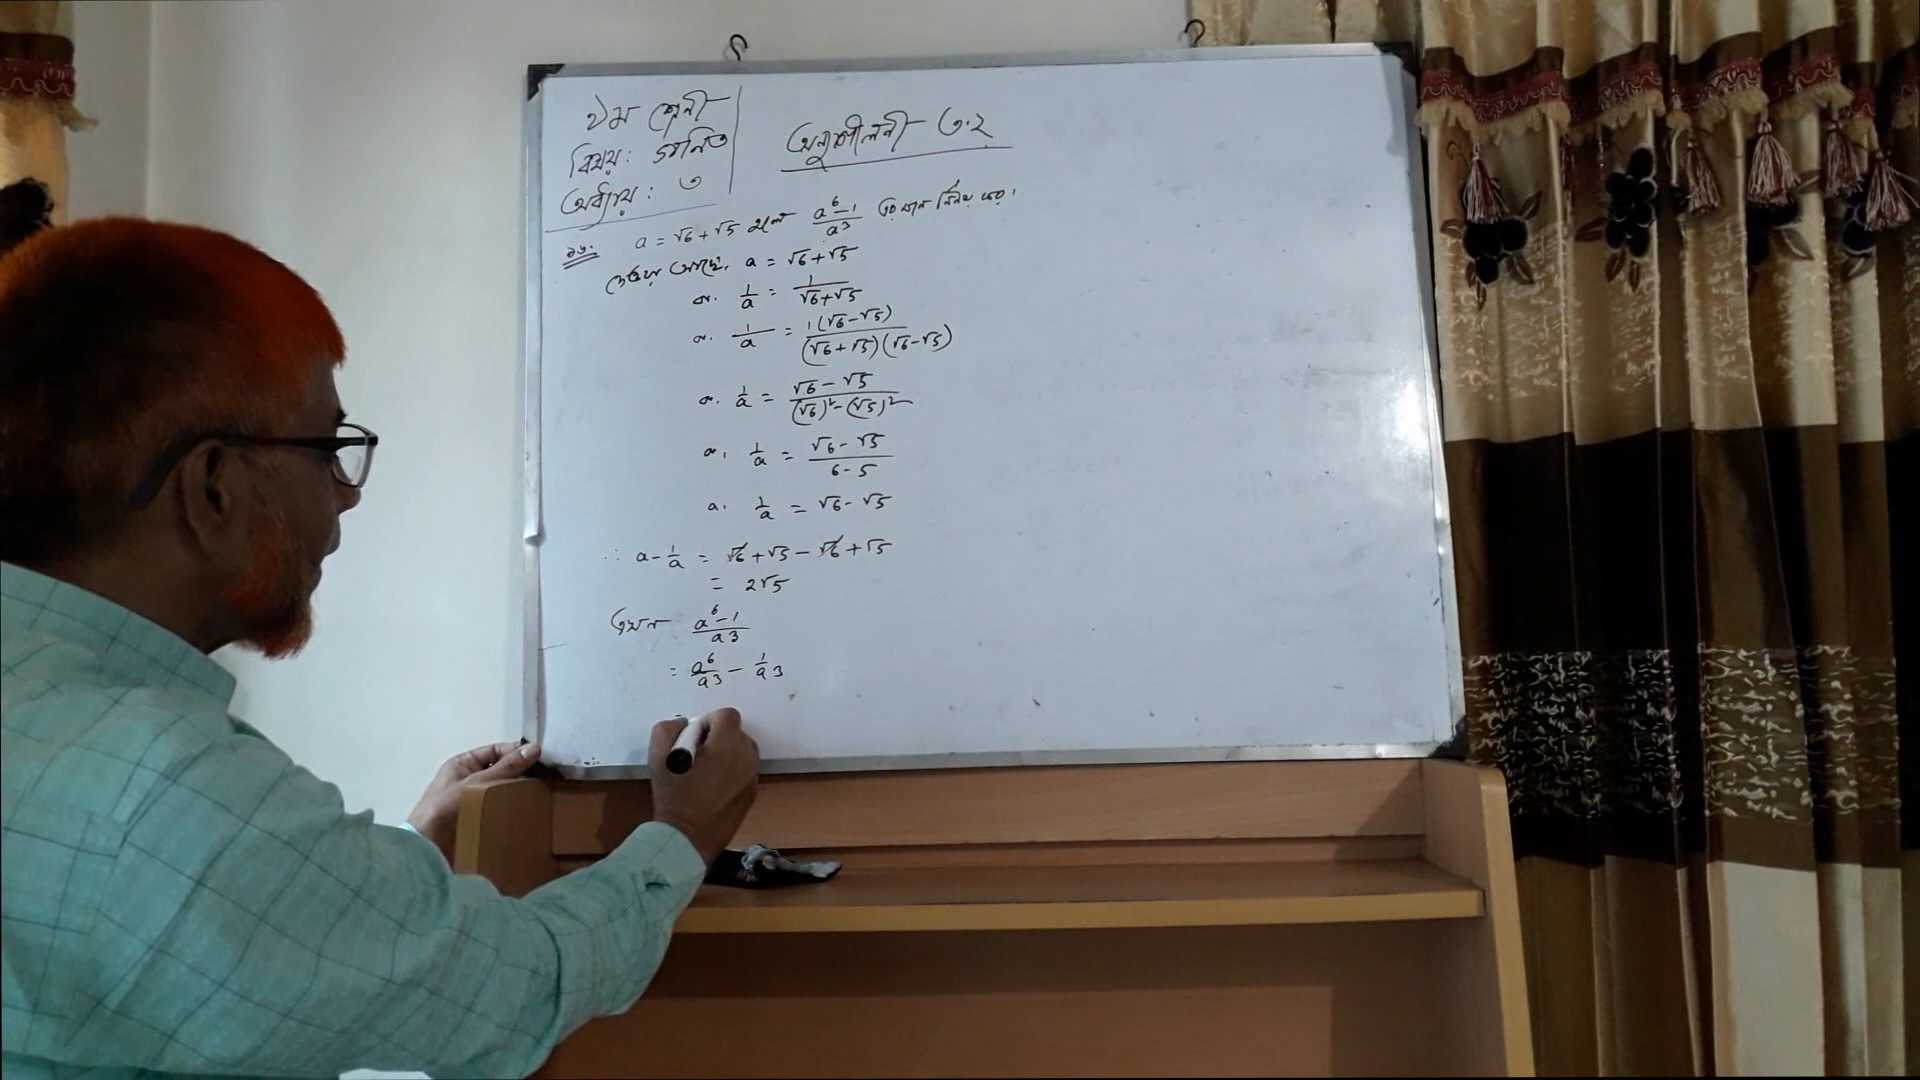 ৯ম শ্রেনী
বিষয়: গনিত
অধ্যায়: ৩
অনুশীলনী- ৩.২
১৬. a = √6 + √5 হলে (a⁶-1)/a³ এর মান নির্নয় কর।
দেওয়া আছে, a = √6 + √5
বা, 1/a = 1/(√6+√5)
বা, 1/a = 1(√6-√5)/((√6+√5)(√6-√5))
বা, 1/a = (√6-√5)/((√6)²-(√5)²)
বা, 1/a = (√6-√5)/(6-5)
বা, 1/a = √6-√5
∴ a - 1/a = √6+√5-√6+√5
= 2√5
এখন (a⁶-1)/a³
= a⁶/a³ - 1/a³